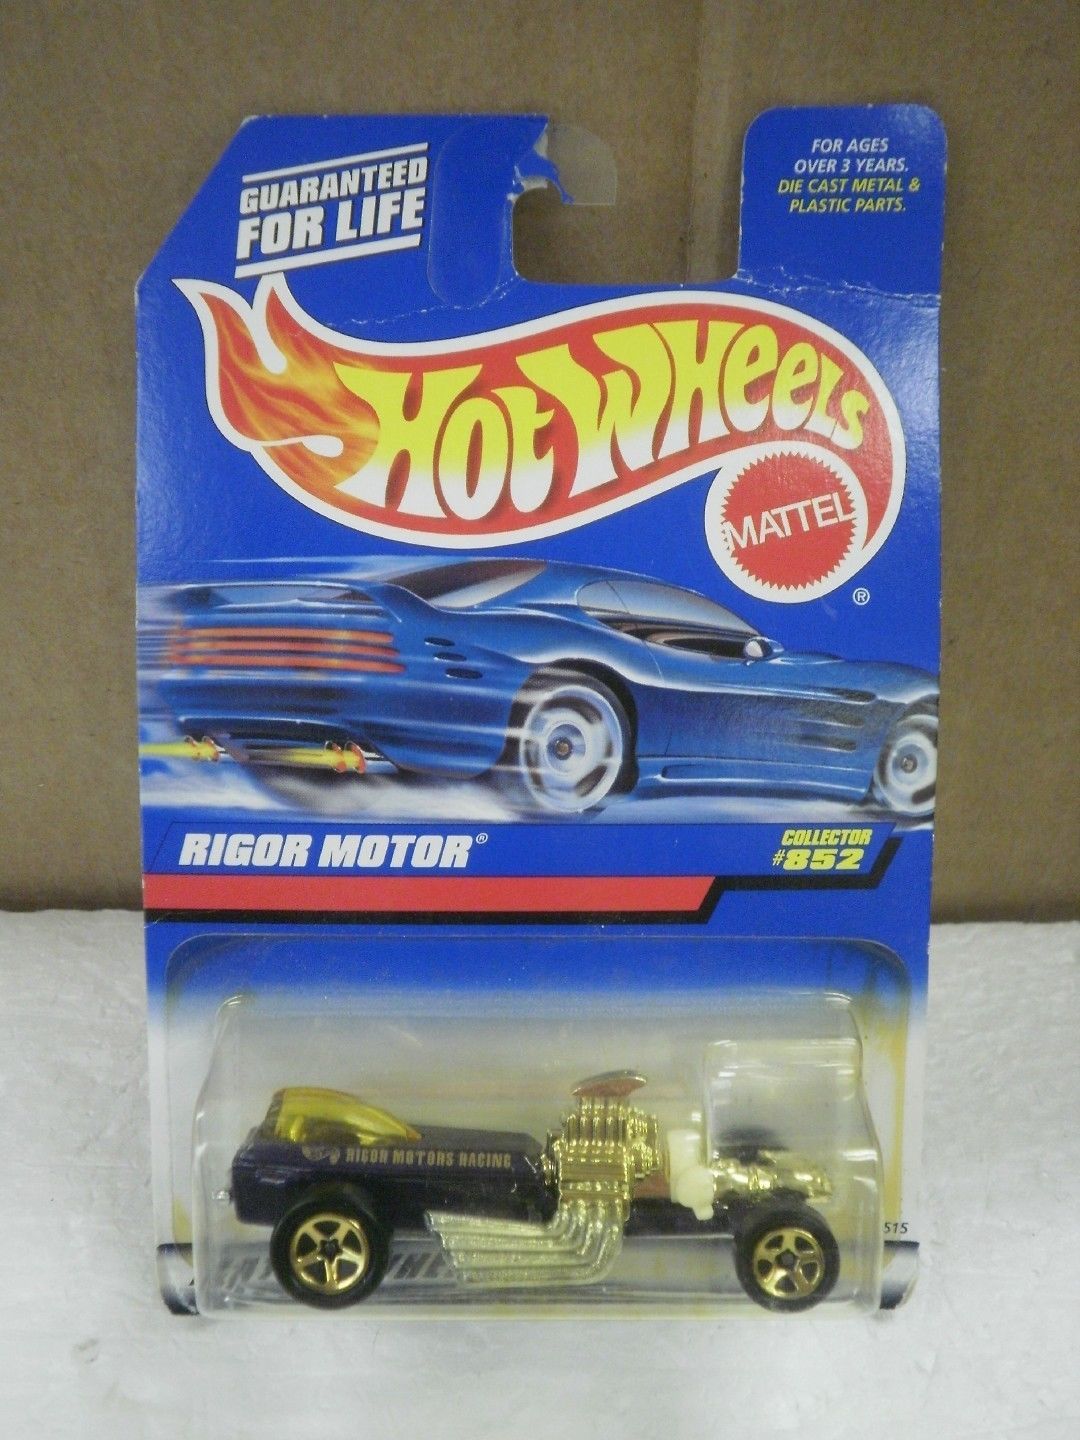 GUARANTEED
FOR LIFE
FOR AGES
OVER 3 YEARS.
DIE CAST METAL &
PLASTIC PARTS.
HOT WHEELS
MATTEL
®
RIGOR MOTOR®
COLLECTOR
#852
RIGOR MOTORS RACING
515